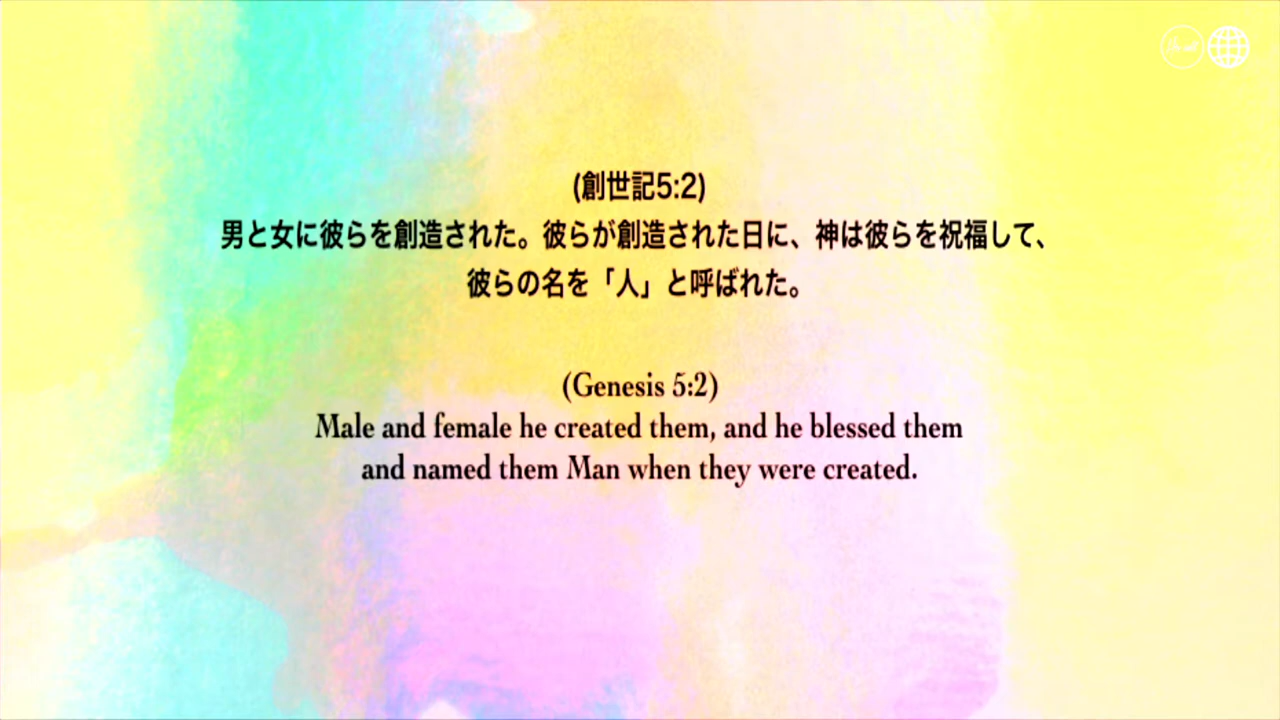 (創世記5:2)
男と女に彼らを創造された。彼らが創造された日に、神は彼らを祝福して、
彼らの名を「人」と呼ばれた。
(Genesis 5:2)
Male and female he created them, and he blessed them
and named them Man when they were created.